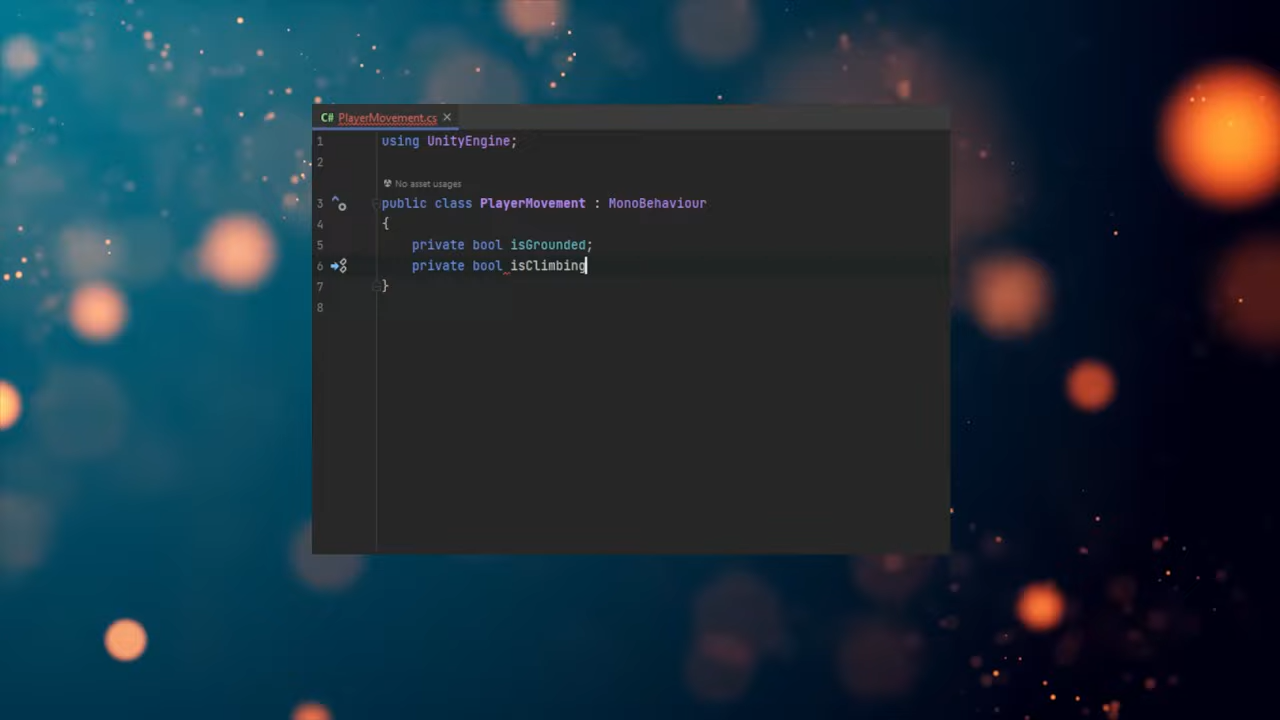 C# PlayerMovement.cs ×
1 using UnityEngine;
2
No asset usages
3 public class PlayerMovement : MonoBehaviour
4 {
5 private bool isGrounded;
6 private bool isClimbing
7 }
8